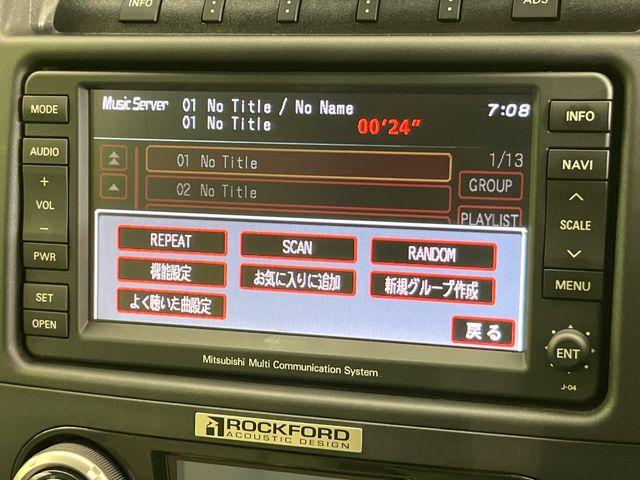 INFO
ADJ
MODE
AUDIO
+
VOL
−
PWR
SET
OPEN
Music Server
01 No Title / No Name
01 No Title
00'24"
7:08
01 No Title
1/13
02 No Title
GROUP
PLAYLIST
REPEAT
SCAN
RANDOM
機能設定
お気に入りに追加
新規グループ作成
よく聴いた曲設定
戻る
INFO
NAVI
SCALE
MENU
ENT
J-04
Mitsubishi Multi Communication System
ROCKFORD
ACOUSTIC DESIGN